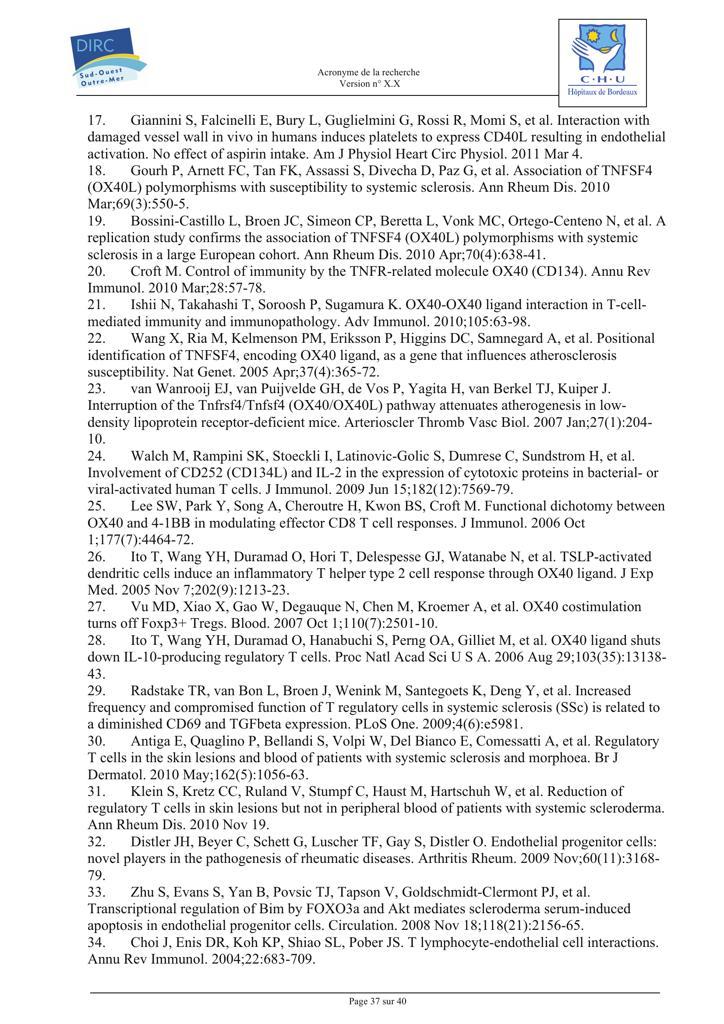 DIRC
Sud-Ouest
Outre-Mer
Acronyme de la recherche
Version n° X.X
C·H·U
Hôpitaux de Bordeaux
17. Giannini S, Falcinelli E, Bury L, Guglielmini G, Rossi R, Momi S, et al. Interaction with
damaged vessel wall in vivo in humans induces platelets to express CD40L resulting in endothelial
activation. No effect of aspirin intake. Am J Physiol Heart Circ Physiol. 2011 Mar 4.
18. Gourh P, Arnett FC, Tan FK, Assassi S, Divecha D, Paz G, et al. Association of TNFSF4
(OX40L) polymorphisms with susceptibility to systemic sclerosis. Ann Rheum Dis. 2010
Mar;69(3):550-5.
19. Bossini-Castillo L, Broen JC, Simeon CP, Beretta L, Vonk MC, Ortego-Centeno N, et al. A
replication study confirms the association of TNFSF4 (OX40L) polymorphisms with systemic
sclerosis in a large European cohort. Ann Rheum Dis. 2010 Apr;70(4):638-41.
20. Croft M. Control of immunity by the TNFR-related molecule OX40 (CD134). Annu Rev
Immunol. 2010 Mar;28:57-78.
21. Ishii N, Takahashi T, Soroosh P, Sugamura K. OX40-OX40 ligand interaction in T-cell-
mediated immunity and immunopathology. Adv Immunol. 2010;105:63-98.
22. Wang X, Ria M, Kelmenson PM, Eriksson P, Higgins DC, Samnegard A, et al. Positional
identification of TNFSF4, encoding OX40 ligand, as a gene that influences atherosclerosis
susceptibility. Nat Genet. 2005 Apr;37(4):365-72.
23. van Wanrooij EJ, van Puijvelde GH, de Vos P, Yagita H, van Berkel TJ, Kuiper J.
Interruption of the Tnfrsf4/Tnfsf4 (OX40/OX40L) pathway attenuates atherogenesis in low-
density lipoprotein receptor-deficient mice. Arterioscler Thromb Vasc Biol. 2007 Jan;27(1):204-
10.
24. Walch M, Rampini SK, Stoeckli I, Latinovic-Golic S, Dumrese C, Sundstrom H, et al.
Involvement of CD252 (CD134L) and IL-2 in the expression of cytotoxic proteins in bacterial- or
viral-activated human T cells. J Immunol. 2009 Jun 15;182(12):7569-79.
25. Lee SW, Park Y, Song A, Cheroutre H, Kwon BS, Croft M. Functional dichotomy between
OX40 and 4-1BB in modulating effector CD8 T cell responses. J Immunol. 2006 Oct
1;177(7):4464-72.
26. Ito T, Wang YH, Duramad O, Hori T, Delespesse GJ, Watanabe N, et al. TSLP-activated
dendritic cells induce an inflammatory T helper type 2 cell response through OX40 ligand. J Exp
Med. 2005 Nov 7;202(9):1213-23.
27. Vu MD, Xiao X, Gao W, Degauque N, Chen M, Kroemer A, et al. OX40 costimulation
turns off Foxp3+ Tregs. Blood. 2007 Oct 1;110(7):2501-10.
28. Ito T, Wang YH, Duramad O, Hanabuchi S, Perng OA, Gilliet M, et al. OX40 ligand shuts
down IL-10-producing regulatory T cells. Proc Natl Acad Sci U S A. 2006 Aug 29;103(35):13138-
43.
29. Radstake TR, van Bon L, Broen J, Wenink M, Santegoets K, Deng Y, et al. Increased
frequency and compromised function of T regulatory cells in systemic sclerosis (SSc) is related to
a diminished CD69 and TGFbeta expression. PLoS One. 2009;4(6):e5981.
30. Antiga E, Quaglino P, Bellandi S, Volpi W, Del Bianco E, Comessatti A, et al. Regulatory
T cells in the skin lesions and blood of patients with systemic sclerosis and morphoea. Br J
Dermatol. 2010 May;162(5):1056-63.
31. Klein S, Kretz CC, Ruland V, Stumpf C, Haust M, Hartschuh W, et al. Reduction of
regulatory T cells in skin lesions but not in peripheral blood of patients with systemic scleroderma.
Ann Rheum Dis. 2010 Nov 19.
32. Distler JH, Beyer C, Schett G, Luscher TF, Gay S, Distler O. Endothelial progenitor cells:
novel players in the pathogenesis of rheumatic diseases. Arthritis Rheum. 2009 Nov;60(11):3168-
79.
33. Zhu S, Evans S, Yan B, Povsic TJ, Tapson V, Goldschmidt-Clermont PJ, et al.
Transcriptional regulation of Bim by FOXO3a and Akt mediates scleroderma serum-induced
apoptosis in endothelial progenitor cells. Circulation. 2008 Nov 18;118(21):2156-65.
34. Choi J, Enis DR, Koh KP, Shiao SL, Pober JS. T lymphocyte-endothelial cell interactions.
Annu Rev Immunol. 2004;22:683-709.
Page 37 sur 40